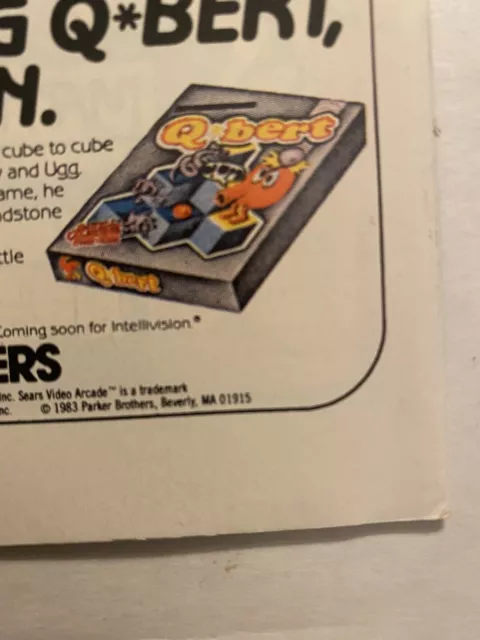 G Q*BERT,
N.
cube to cube
y and Ugg.
ame, he
ndstone
ttle
Q*bert
Q*bert
Coming soon for Intellivision.®
ERS
Inc. Sears Video Arcade™ is a trademark
nc. © 1983 Parker Brothers, Beverly, MA 01915